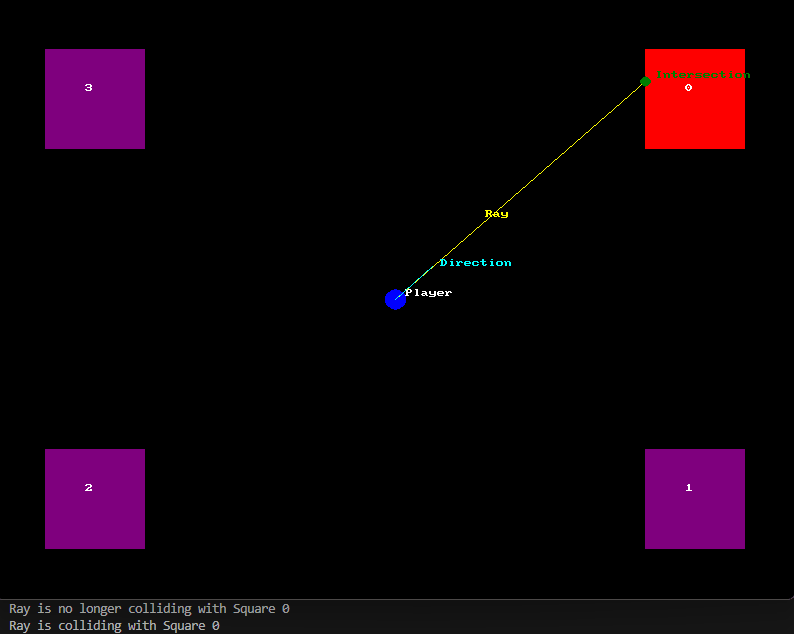 3
Intersection
0
Ray
Direction
Player
2
1
Ray is no longer colliding with Square 0
Ray is colliding with Square 0